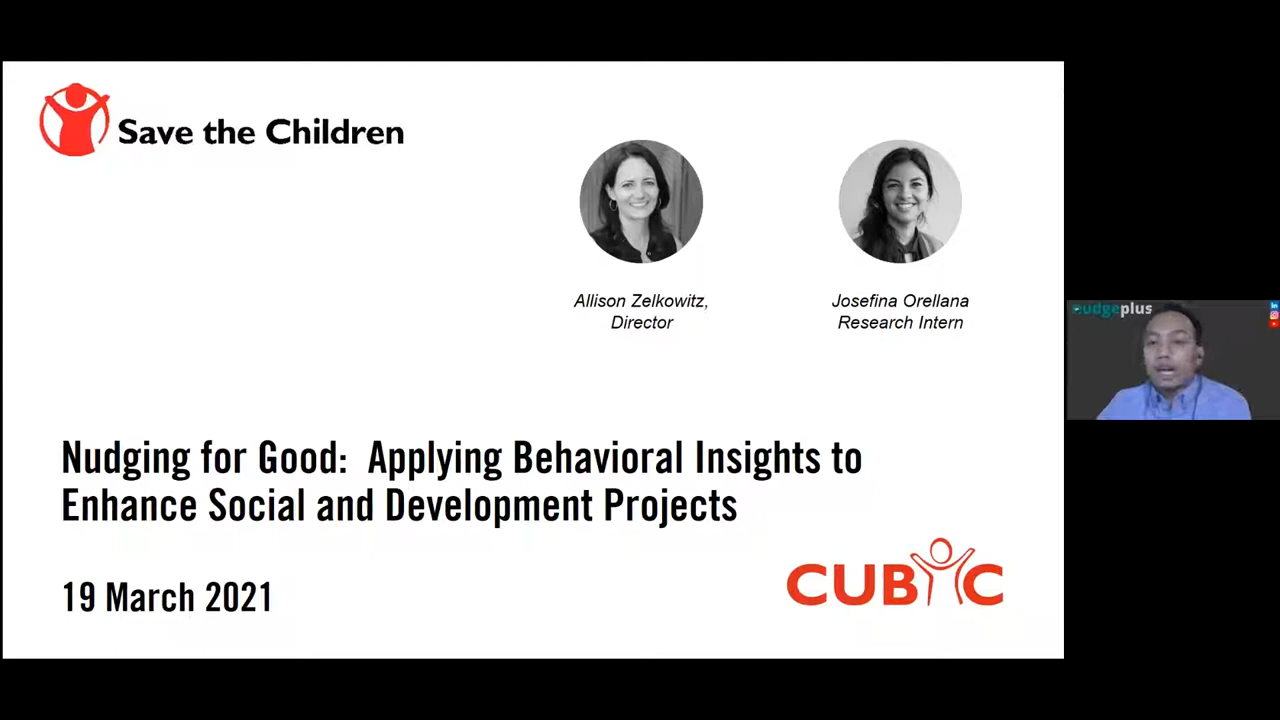 Save the Children
Allison Zelkowitz,
Director
Josefina Orellana
Research Intern
nudgeplus
Nudging for Good: Applying Behavioral Insights to
Enhance Social and Development Projects
19 March 2021
CUBIC